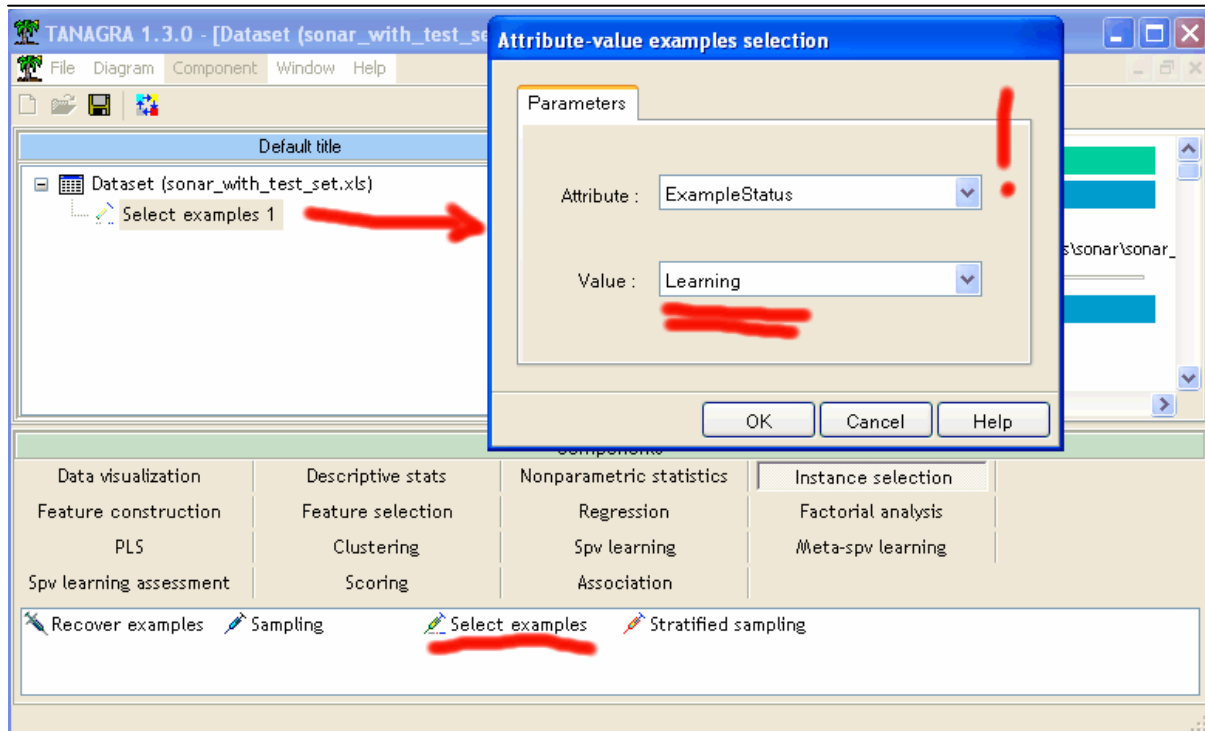 TANAGRA 1.3.0 - [Dataset (sonar_with_test_se
File Diagram Component Window Help
Default title
Dataset (sonar_with_test_set.xls)
Select examples 1
Attribute-value examples selection
Parameters
Attribute : ExampleStatus
Value : Learning
OK Cancel Help
s\sonar\sonar_
Components
Data visualization Descriptive stats Nonparametric statistics Instance selection
Feature construction Feature selection Regression Factorial analysis
PLS Clustering Spv learning Meta-spv learning
Spv learning assessment Scoring Association
Recover examples Sampling Select examples Stratified sampling
!